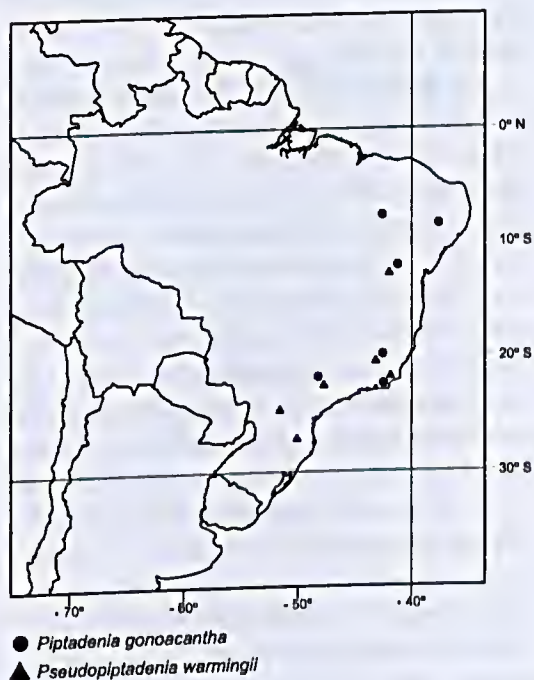 0° N
10° S
20° S
30° S
- 70° - 60° - 50° - 40°
Piptadenia gonoacantha
Pseudopiptadenia warmingii